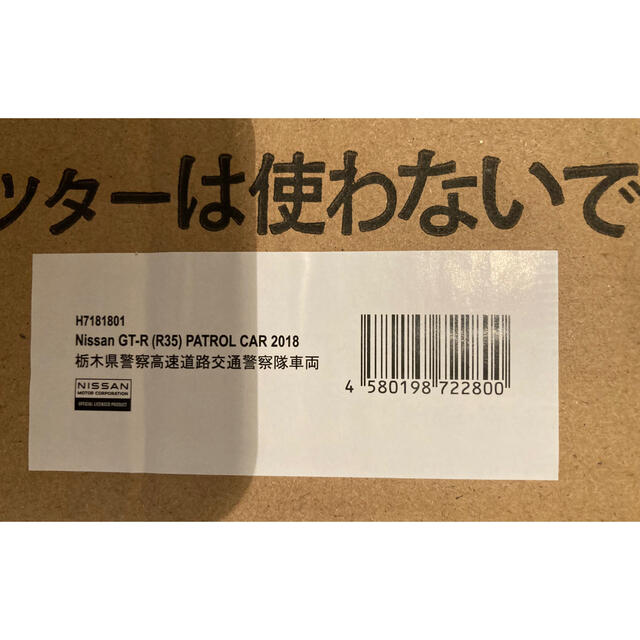 ッターは使わないで
H7181801
Nissan GT-R (R35) PATROL CAR 2018
栃木県警察高速道路交通警察隊車両
NISSAN
MOTOR CORPORATION
OFFICIAL LICENSED PRODUCT
4 580198 722800